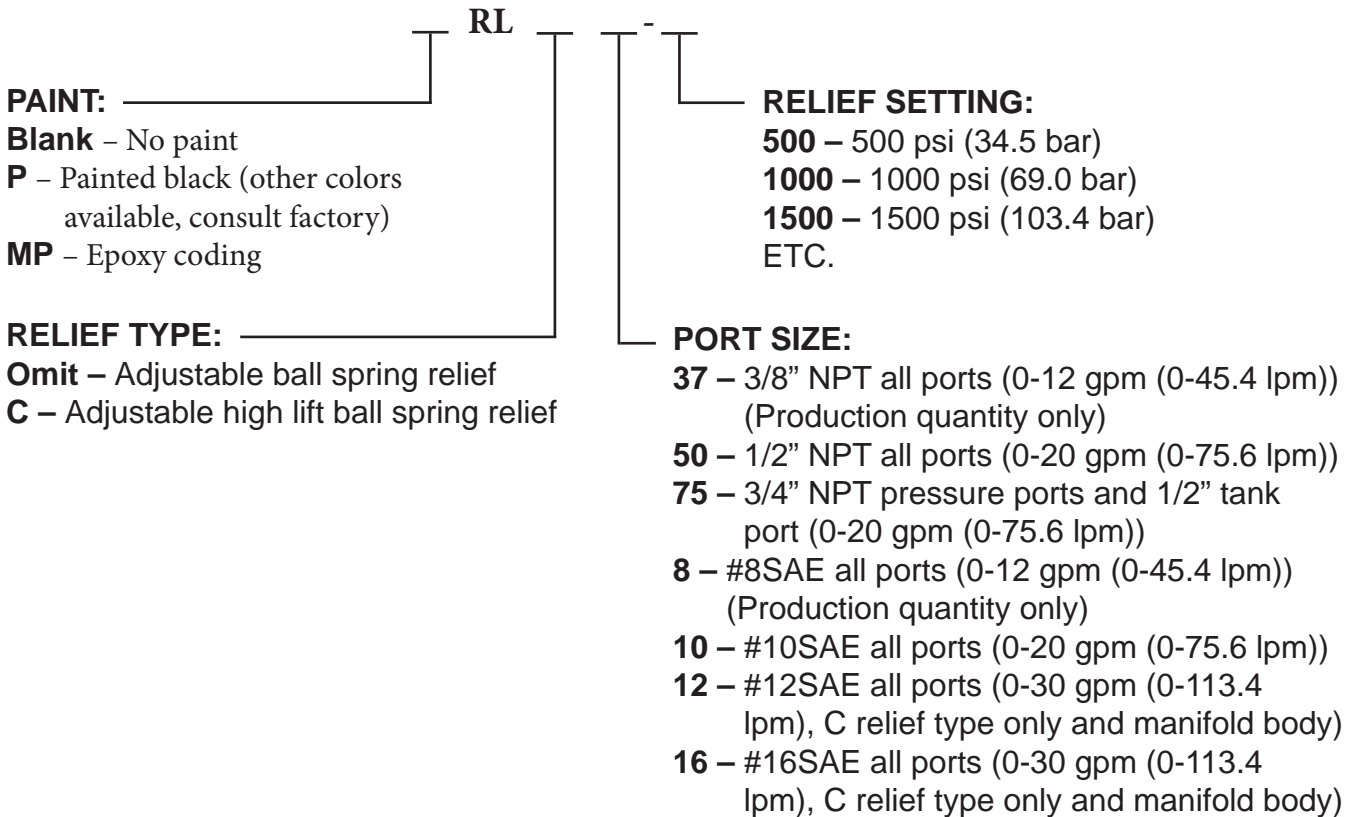 RL -
PAINT:
Blank – No paint
P – Painted black (other colors
available, consult factory)
MP – Epoxy coding
RELIEF TYPE:
Omit – Adjustable ball spring relief
C – Adjustable high lift ball spring relief
RELIEF SETTING:
500 – 500 psi (34.5 bar)
1000 – 1000 psi (69.0 bar)
1500 – 1500 psi (103.4 bar)
ETC.
PORT SIZE:
37 – 3/8” NPT all ports (0-12 gpm (0-45.4 lpm))
(Production quantity only)
50 – 1/2” NPT all ports (0-20 gpm (0-75.6 lpm))
75 – 3/4” NPT pressure ports and 1/2” tank
port (0-20 gpm (0-75.6 lpm))
8 – #8SAE all ports (0-12 gpm (0-45.4 lpm))
(Production quantity only)
10 – #10SAE all ports (0-20 gpm (0-75.6 lpm))
12 – #12SAE all ports (0-30 gpm (0-113.4
lpm), C relief type only and manifold body)
16 – #16SAE all ports (0-30 gpm (0-113.4
lpm), C relief type only and manifold body)